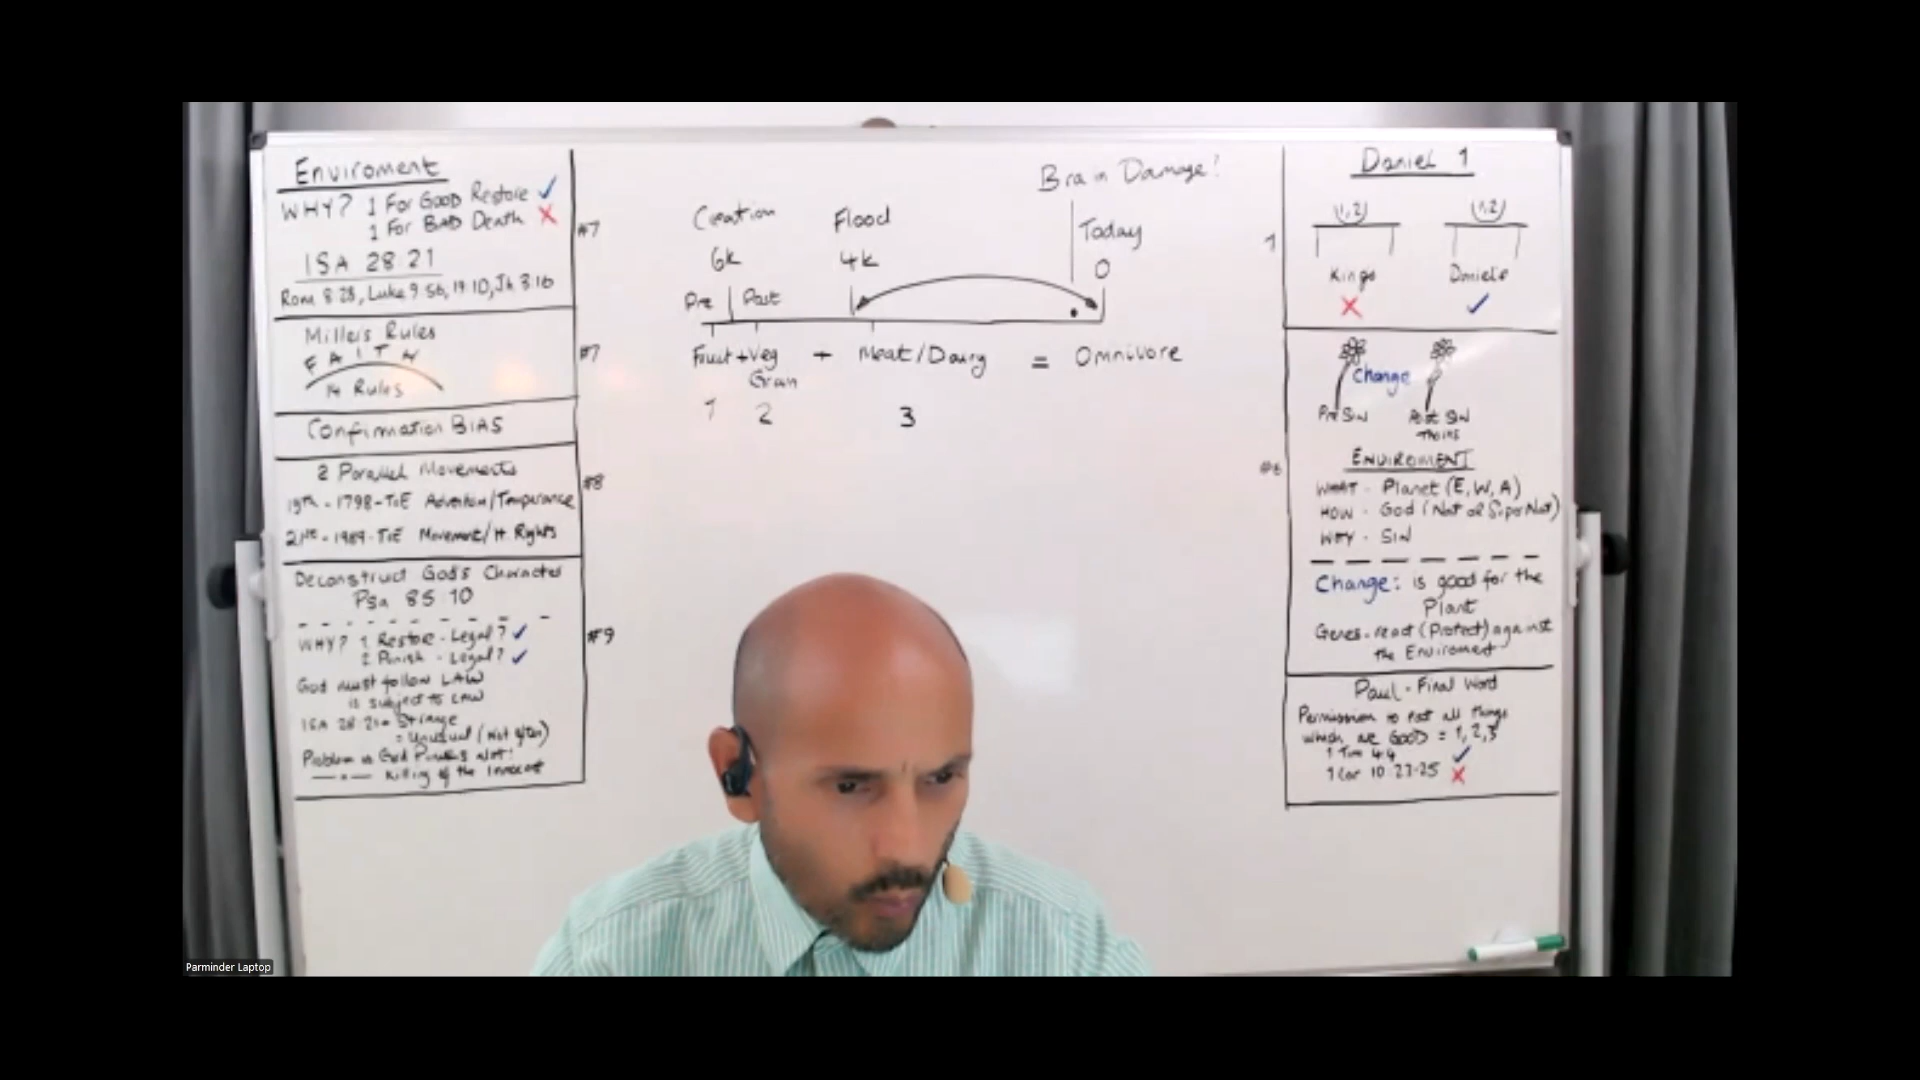 Enviroment
WHY? 1 For Good Restore ✓
1 For BAD Death ✗
#7
ISA 28:21
Rom 8:28, Luke 9:56, 19:10, Jh 3:16
Millers Rules
FAITH
14 Rules
#7
Confirmation BIAS
2 Parallel Movements
19th - 1798 - ToE Adventism/Temperance
#8
21st - 1989 - ToE Movement/H. Rights
Deconstruct God's Character
Psa 85:10
WHY? 1 Restore - Legal? ✓
2 Punish - Legal? ✓
#9
God must follow LAW
is subject to LAW
ISA 28:21 = Strange
= Unusual (Not often)
Problem is God
Killing of the Innocent
Brain Damage!
Creation
Flood
Today
6k
4k
0
Pre
Post
Fruit + Veg + Meat/Dairy = Omnivore
Grain
1 2 3
Daniel 1
(1,2) (1,2)
1
Kings
✗ ✓
Change
Pre Sin Post Sin
#6
ENVIROMENT
WHAT - Planet (E, W, A)
HOW - God (Nat or SuperNat)
WHY - SIN
Change: is good for the
Plant
Genes - react (Protect) against
the Enviroment
Paul - Final Word
Permission to eat all things
which are GOOD = 1, 2, 3
1 Tim 4:4 ✓
1 Cor 10:23-25 ✗
Parminder Laptop